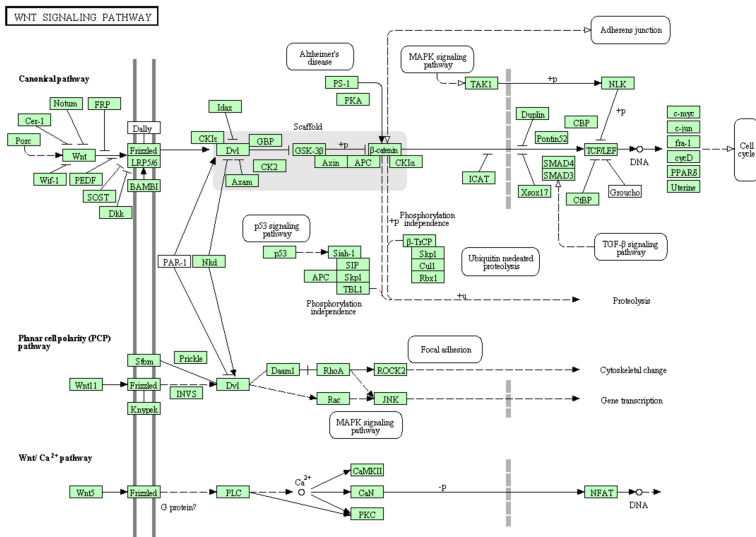 WNT SIGNALING PATHWAY
Adherens junction
Alzheimer's
disease
MAPK signaling
pathway
Canonical pathway
PS-1
TAK1
+p
NLK
PKA
Notum
FRP
Idax
Duplin
CBP
+p
c-myc
Cer-1
Dally
Scaffold
Pontin52
c-jun
Porc
CKIε
GBP
fra-1
Wnt
Frizzled
Dvl
GSK-3β
+p
β-catenin
TCP/LEF
DNA
cycD
Cell
cycle
LRP5/6
Axin
APC
CKIα
SMAD4
PPARδ
Wif-1
PEDF
CK2
SMAD3
Uterine
BAMBI
Axam
ICAT
Xsox17
Groucho
SOST
CtBP
Dkk
p53 signaling
pathway
+p
Phosphorylation
independence
TGF-β signaling
pathway
β-TrCP
p53
Siah-1
Skp1
PAR-1
Nkd
SIP
Cul1
Ubiquitin medeated
proteolysis
APC
Skp1
Rbx1
TBL1
+u
Proteolysis
Phosphorylation
independence
Planar cell polarity (PCP)
pathway
Stbm
Prickle
Focal adhesion
Daam1
RhoA
ROCK2
Cytoskeletal change
Wnt11
Frizzled
Dvl
INVS
Rac
JNK
Gene transcription
Knypek
MAPK signaling
pathway
Wnt/Ca2+ pathway
CaMKII
Ca2+
Wnt5
Frizzled
PLC
CaN
-p
NFAT
G protein?
DNA
PKC